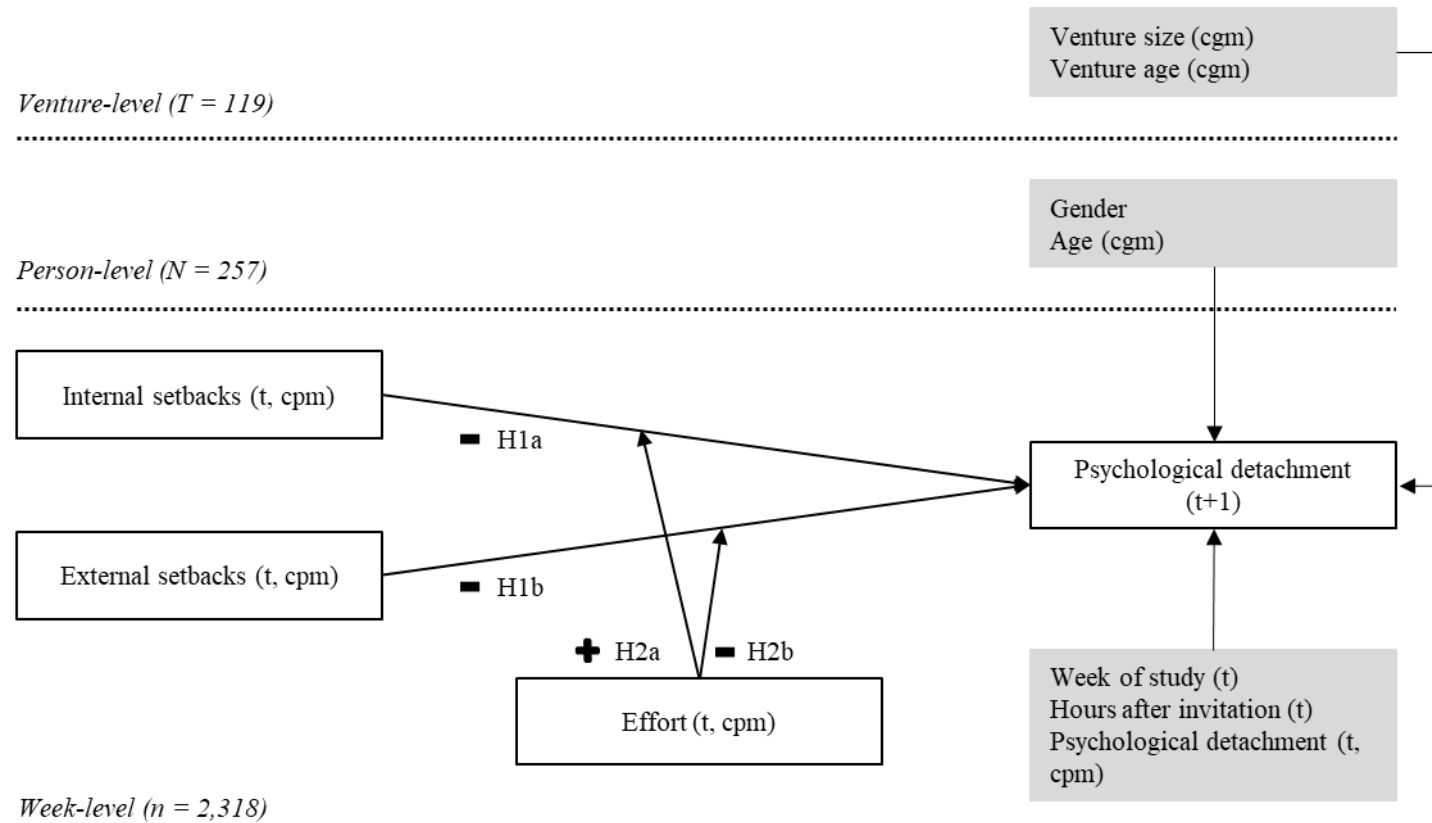 Venture size (cgm)
Venture age (cgm)
Venture-level (T = 119)
Gender
Age (cgm)
Person-level (N = 257)
Internal setbacks (t, cpm)
- H1a
Psychological detachment
(t+1)
External setbacks (t, cpm)
- H1b
+ H2a - H2b
Effort (t, cpm)
Week of study (t)
Hours after invitation (t)
Psychological detachment (t,
cpm)
Week-level (n = 2,318)